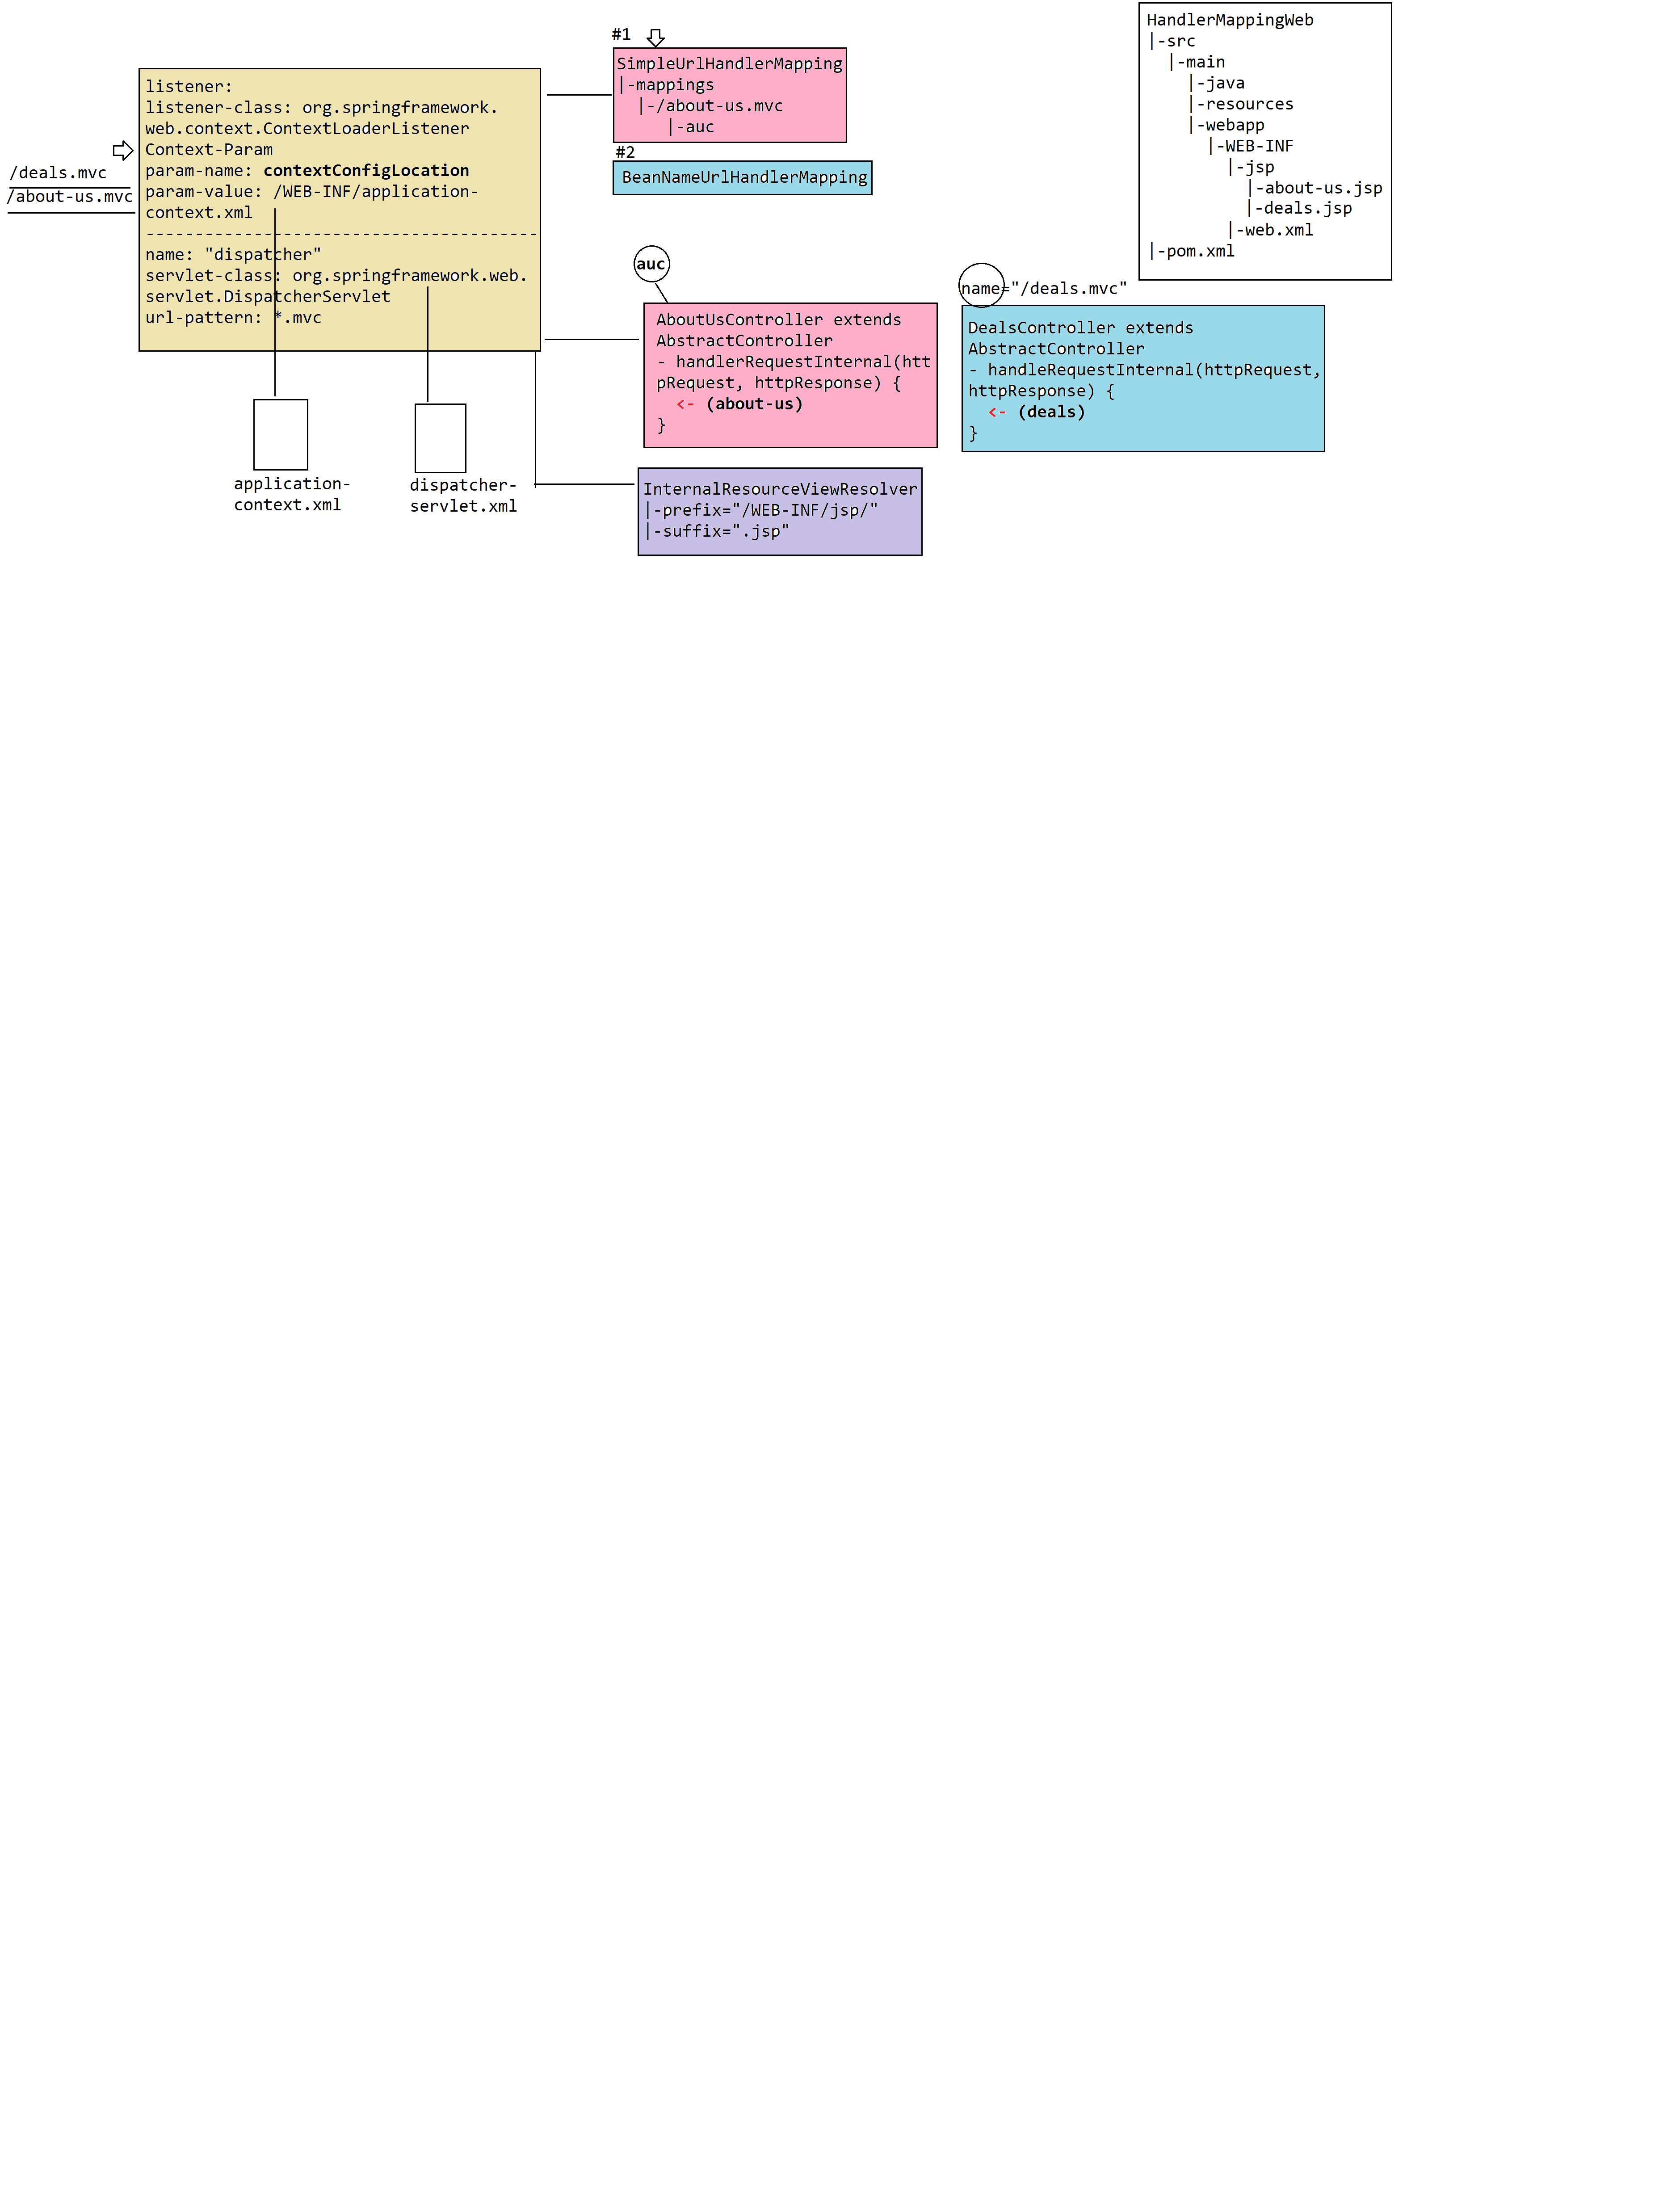 /deals.mvc
/about-us.mvc
listener:
listener-class: org.springframework.
web.context.ContextLoaderListener
Context-Param
param-name: contextConfigLocation
param-value: /WEB-INF/application-
context.xml
----------------------------------------
name: "dispatcher"
servlet-class: org.springframework.web.
servlet.DispatcherServlet
url-pattern: *.mvc
application-
context.xml
dispatcher-
servlet.xml
#1
SimpleUrlHandlerMapping
|-mappings
  |-/about-us.mvc
     |-auc
#2
BeanNameUrlHandlerMapping
auc
AboutUsController extends
AbstractController
- handlerRequestInternal(htt
pRequest, httpResponse) {
  <- (about-us)
}
InternalResourceViewResolver
|-prefix="/WEB-INF/jsp/"
|-suffix=".jsp"
name="/deals.mvc"
DealsController extends
AbstractController
- handleRequestInternal(httpRequest,
httpResponse) {
  <- (deals)
}
HandlerMappingWeb
|-src
  |-main
    |-java
    |-resources
    |-webapp
      |-WEB-INF
        |-jsp
          |-about-us.jsp
          |-deals.jsp
        |-web.xml
|-pom.xml